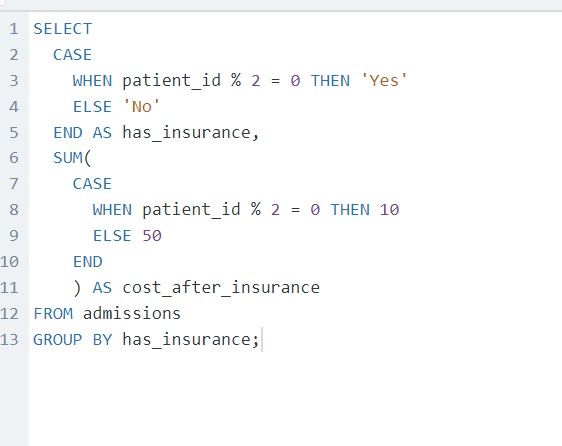 1 SELECT
2   CASE
3     WHEN patient_id % 2 = 0 THEN 'Yes'
4     ELSE 'No'
5   END AS has_insurance,
6   SUM(
7     CASE
8       WHEN patient_id % 2 = 0 THEN 10
9       ELSE 50
10     END
11     ) AS cost_after_insurance
12 FROM admissions
13 GROUP BY has_insurance;